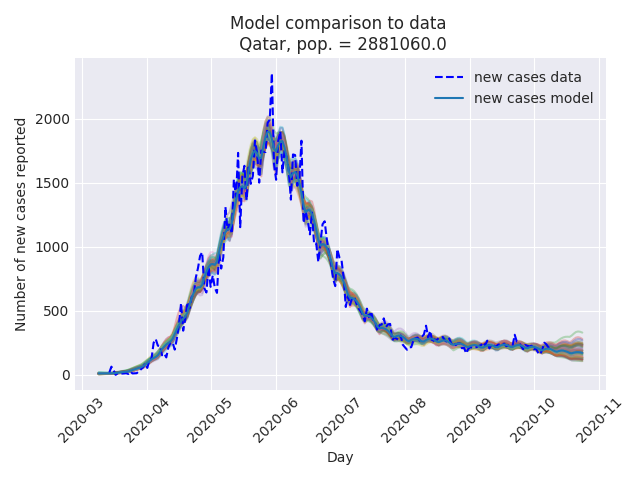 Model comparison to data
Qatar, pop. = 2881060.0
new cases data
new cases model
Number of new cases reported
2000
1500
1000
500
0
2020-03
2020-04
2020-05
2020-06
2020-07
2020-08
2020-09
2020-10
2020-11
Day